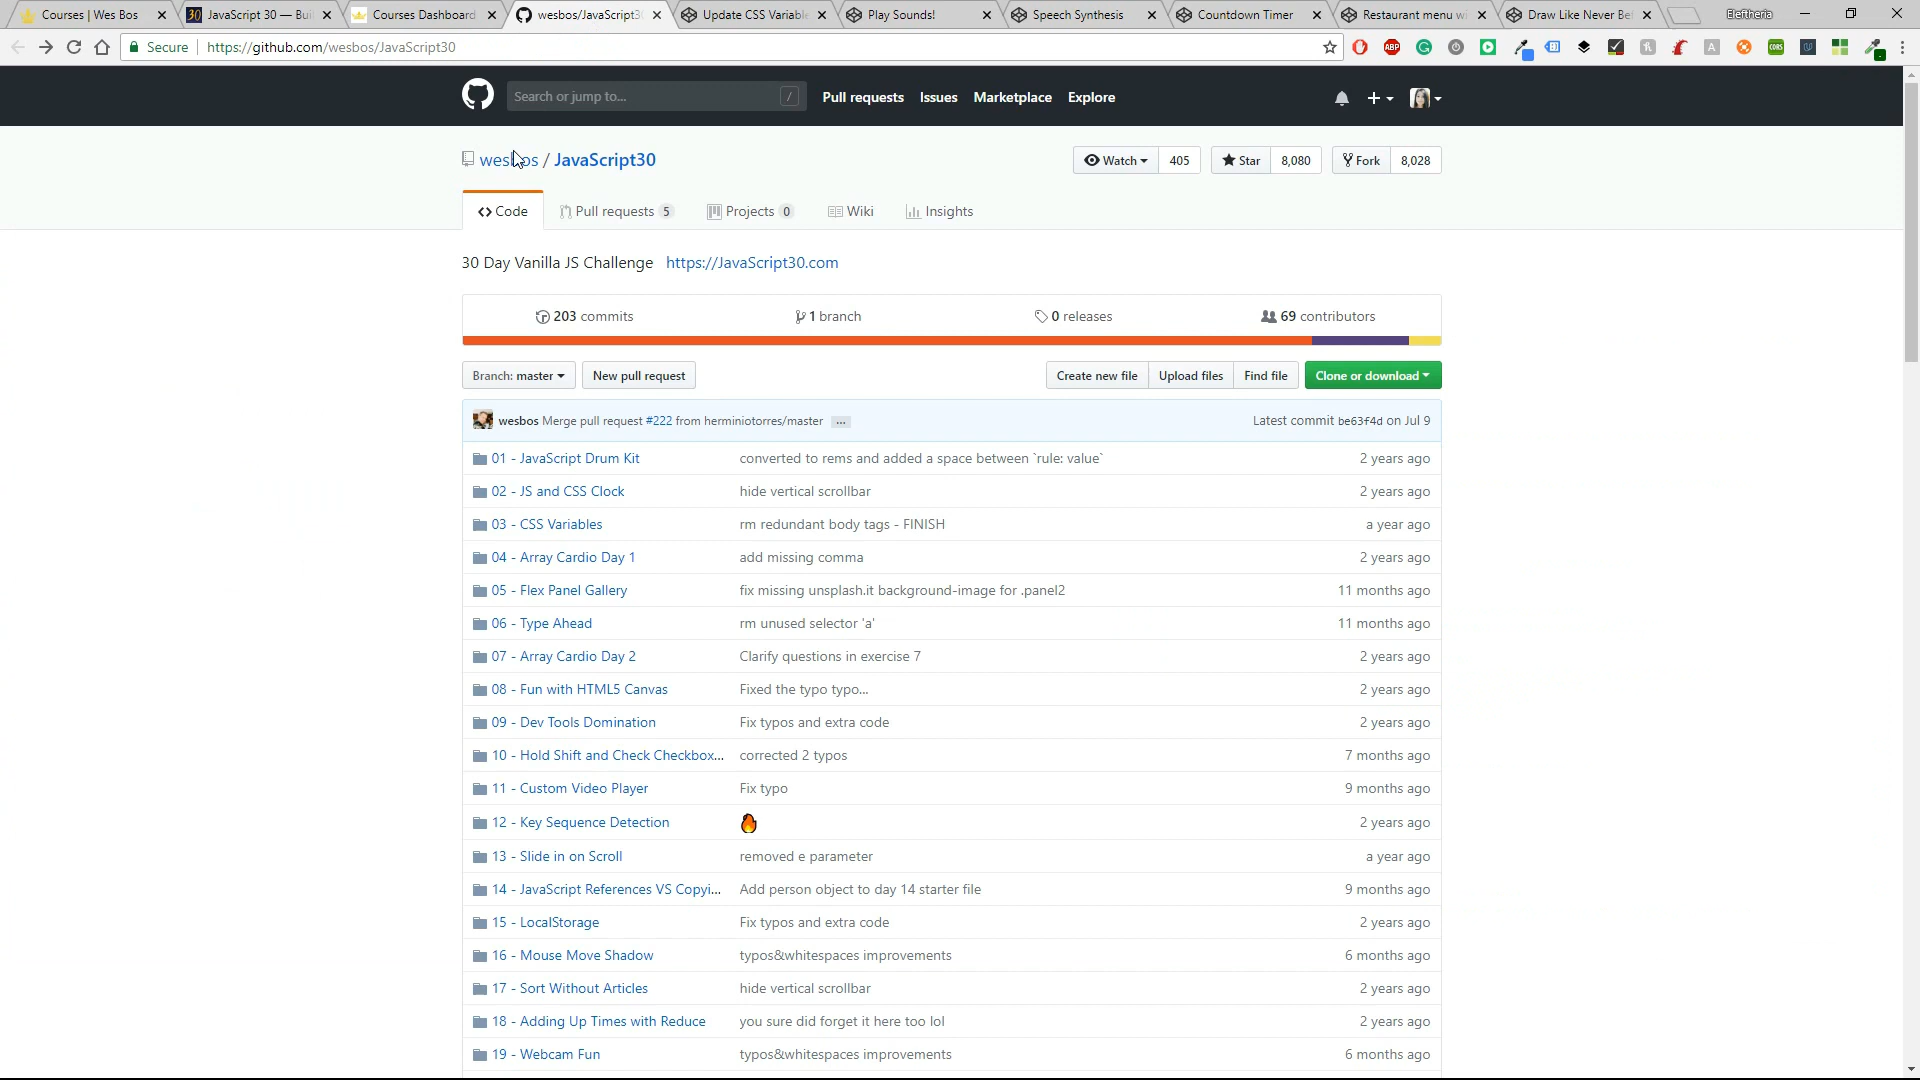 Courses | Wes Bos
JavaScript 30 — Bui
Courses Dashboard
wesbos/JavaScript3
Update CSS Variabl
Play Sounds!
Speech Synthesis
Countdown Timer
Restaurant menu w
Draw Like Never Be
Eleftheria
Secure https://github.com/wesbos/JavaScript30
ABP
CORS
Search or jump to... /
Pull requests Issues Marketplace Explore
wesbos / JavaScript30
Watch 405 Star 8,080 Fork 8,028
<> Code Pull requests 5 Projects 0 Wiki Insights
30 Day Vanilla JS Challenge https://JavaScript30.com
203 commits 1 branch 0 releases 69 contributors
Branch: master New pull request Create new file Upload files Find file Clone or download
wesbos Merge pull request #222 from herminiotorres/master ... Latest commit be63f4d on Jul 9
01 - JavaScript Drum Kit converted to rems and added a space between `rule: value` 2 years ago
02 - JS and CSS Clock hide vertical scrollbar 2 years ago
03 - CSS Variables rm redundant body tags - FINISH a year ago
04 - Array Cardio Day 1 add missing comma 2 years ago
05 - Flex Panel Gallery fix missing unsplash.it background-image for .panel2 11 months ago
06 - Type Ahead rm unused selector 'a' 11 months ago
07 - Array Cardio Day 2 Clarify questions in exercise 7 2 years ago
08 - Fun with HTML5 Canvas Fixed the typo typo... 2 years ago
09 - Dev Tools Domination Fix typos and extra code 2 years ago
10 - Hold Shift and Check Checkbox... corrected 2 typos 7 months ago
11 - Custom Video Player Fix typo 9 months ago
12 - Key Sequence Detection 2 years ago
13 - Slide in on Scroll removed e parameter a year ago
14 - JavaScript References VS Copyi... Add person object to day 14 starter file 9 months ago
15 - LocalStorage Fix typos and extra code 2 years ago
16 - Mouse Move Shadow typos&whitespaces improvements 6 months ago
17 - Sort Without Articles hide vertical scrollbar 2 years ago
18 - Adding Up Times with Reduce you sure did forget it here too lol 2 years ago
19 - Webcam Fun typos&whitespaces improvements 6 months ago